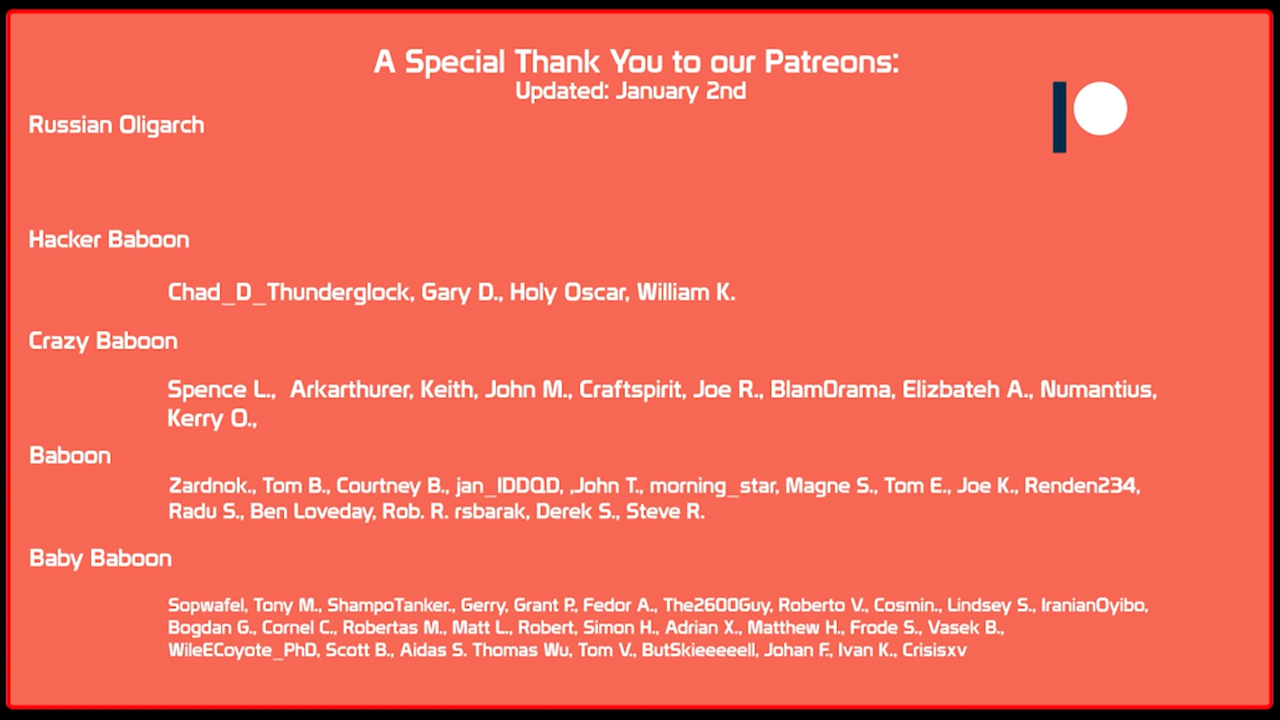 A Special Thank You to our Patreons:
Updated: January 2nd
Russian Oligarch
Hacker Baboon
Chad_D_Thunderglock, Gary D., Holy Oscar, William K.
Crazy Baboon
Spence L.,  Arkarthurer, Keith, John M., Craftspirit, Joe R., BlamOrama, Elizbateh A., Numantius,
Kerry O.,
Baboon
Zardnok., Tom B., Courtney B., jan_IDDQD, ,John T., morning_star, Magne S., Tom E., Joe K., Renden234,
Radu S., Ben Loveday, Rob. R. rsbarak, Derek S., Steve R.
Baby Baboon
Sopwafel, Tony M., ShampoTanker., Gerry, Grant P., Fedor A., The2600Guy, Roberto V., Cosmin., Lindsey S., IranianOyibo,
Bogdan G., Cornel C., Robertas M., Matt L., Robert, Simon H., Adrian X., Matthew H., Frode S., Vasek B.,
WileECoyote_PhD, Scott B., Aidas S. Thomas Wu, Tom V., ButSkieeeeell, Johan F., Ivan K., Crisisxv